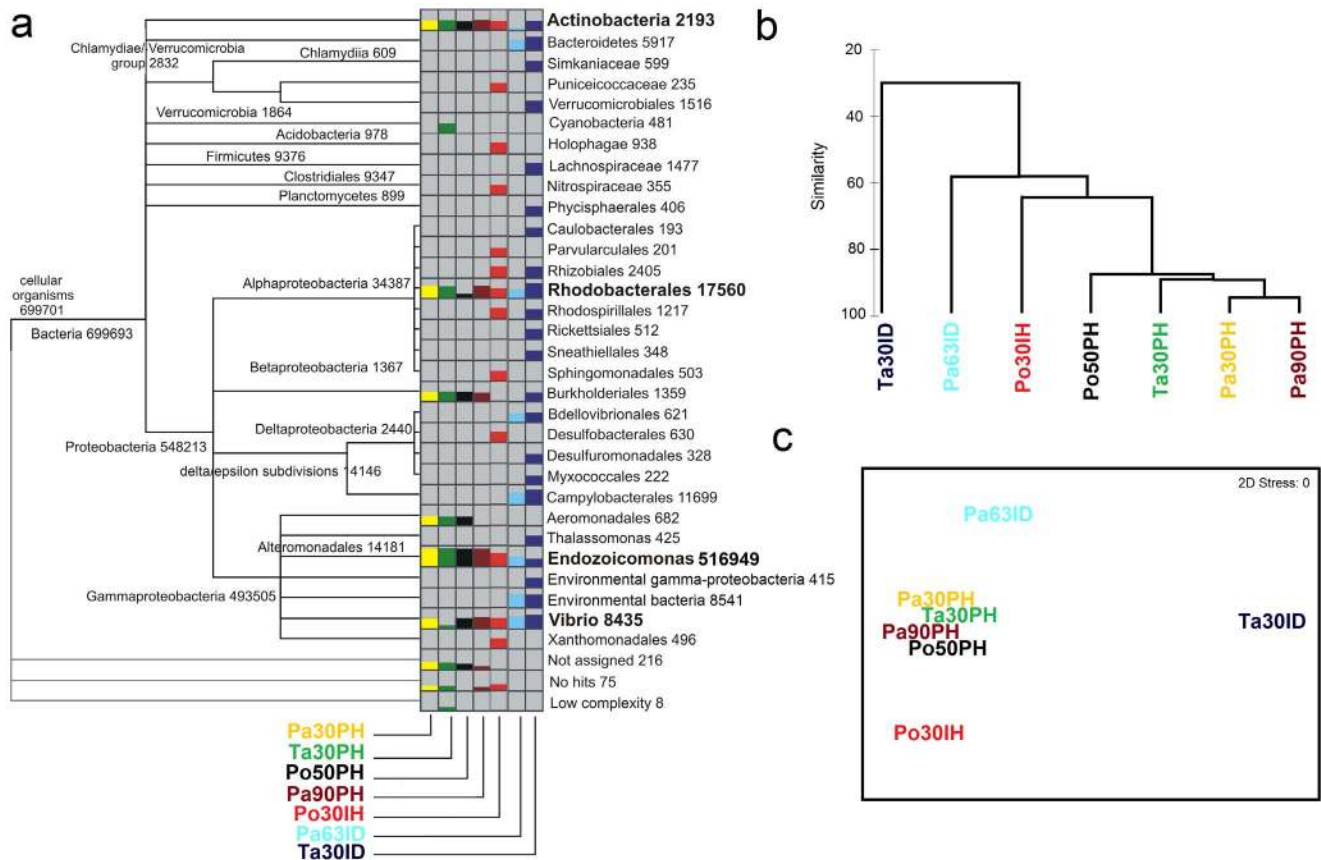 a
Chlamydiae/-Verrucomicrobia
group 2832
Chlamydiia 609
Verrucomicrobia 1864
Acidobacteria 978
Firmicutes 9376
Clostridiales 9347
Planctomycetes 899
cellular
organisms
699701
Bacteria 699693
Alphaproteobacteria 34387
Betaproteobacteria 1367
Proteobacteria 548213
Deltaproteobacteria 2440
delta/epsilon subdivisions 14146
Alteromonadales 14181
Gammaproteobacteria 493505
Actinobacteria 2193
Bacteroidetes 5917
Simkaniaceae 599
Puniceicoccaceae 235
Verrucomicrobiales 1516
Cyanobacteria 481
Holophagae 938
Lachnospiraceae 1477
Nitrospiraceae 355
Phycisphaerales 406
Caulobacterales 193
Parvularculales 201
Rhizobiales 2405
Rhodobacterales 17560
Rhodospirillales 1217
Rickettsiales 512
Sneathiellales 348
Sphingomonadales 503
Burkholderiales 1359
Bdellovibrionales 621
Desulfobacterales 630
Desulfuromonadales 328
Myxococcales 222
Campylobacterales 11699
Aeromonadales 682
Thalassomonas 425
Endozoicomonas 516949
Environmental gamma-proteobacteria 415
Environmental bacteria 8541
Vibrio 8435
Xanthomonadales 496
Not assigned 216
No hits 75
Low complexity 8
Pa30PH
Ta30PH
Po50PH
Pa90PH
Po30IH
Pa63ID
Ta30ID
b
Similarity
20
40
60
80
100
Ta30ID
Pa63ID
Po30IH
Po50PH
Ta30PH
Pa30PH
Pa90PH
c
2D Stress: 0
Pa63ID
Pa30PH
Ta30PH
Ta30ID
Pa90PH
Po50PH
Po30IH